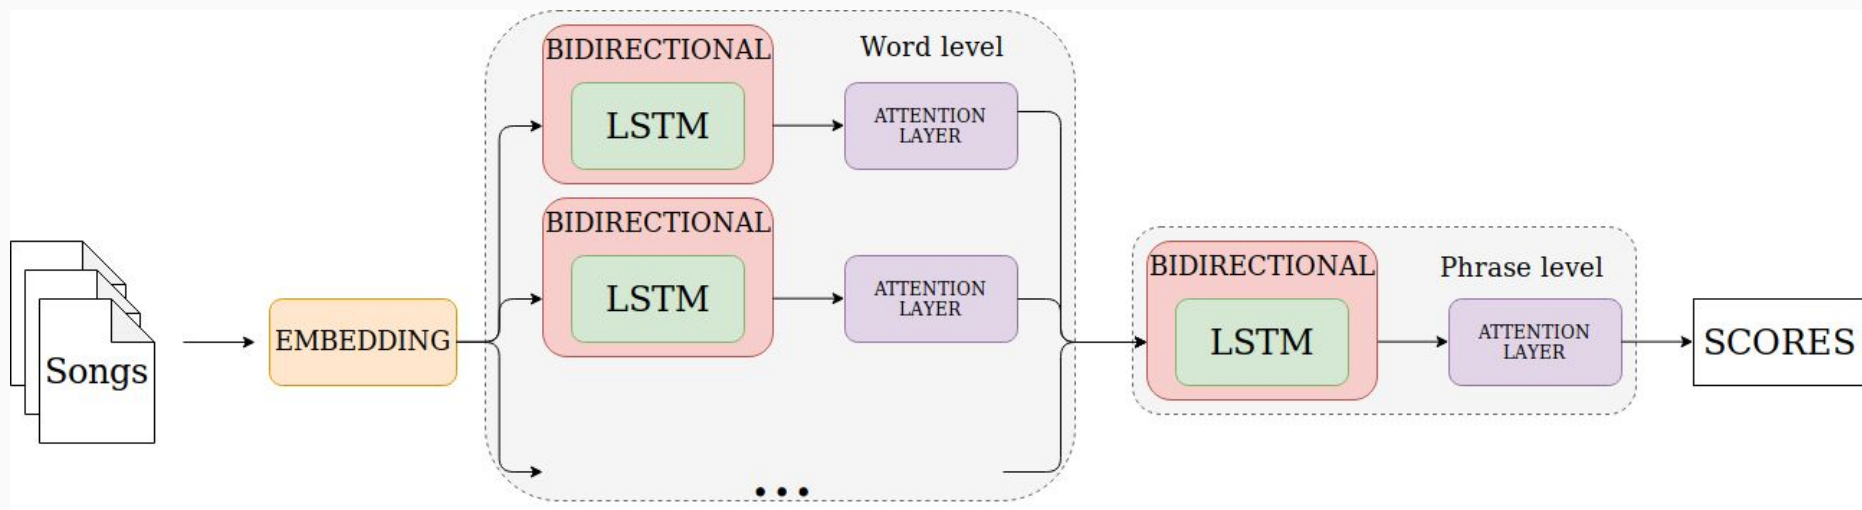 Songs
EMBEDDING
Word level
BIDIRECTIONAL
LSTM
ATTENTION
LAYER
BIDIRECTIONAL
LSTM
ATTENTION
LAYER
...
Phrase level
BIDIRECTIONAL
LSTM
ATTENTION
LAYER
SCORES